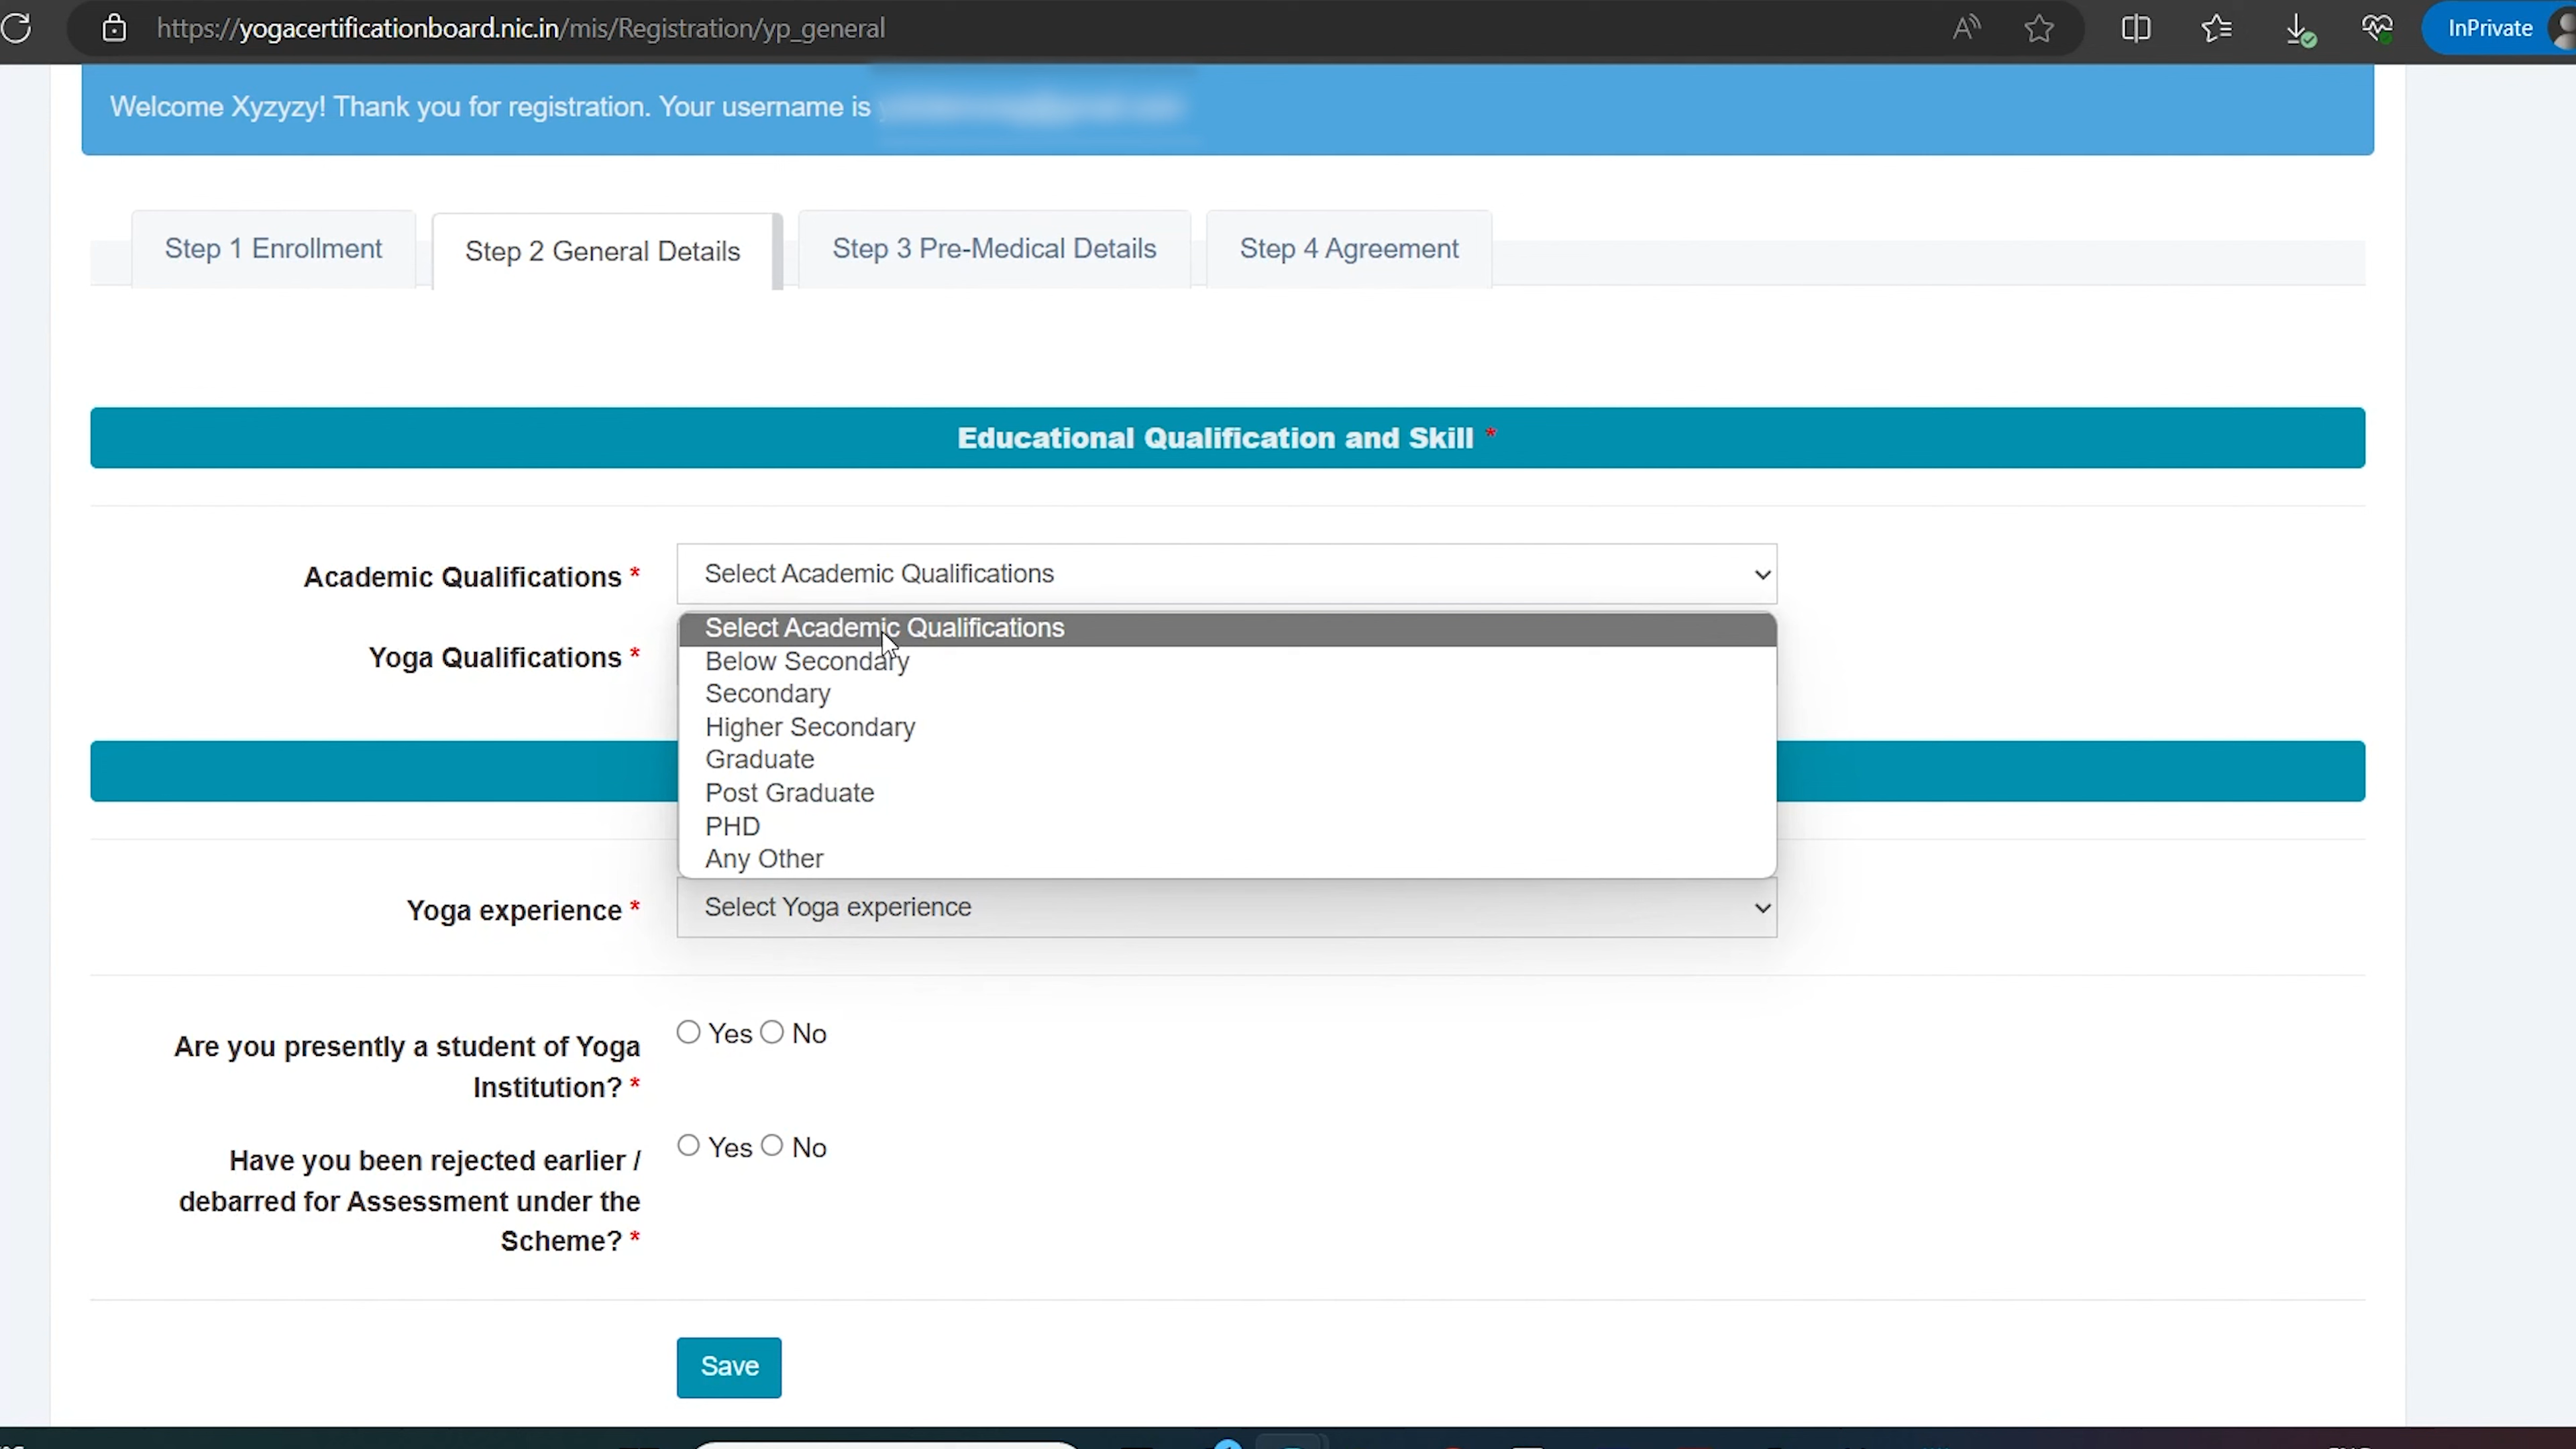 https://yogacertificationboard.nic.in/mis/Registration/yp_general
InPrivate
Welcome Xyzyzy! Thank you for registration. Your username is
Step 1 Enrollment
Step 2 General Details
Step 3 Pre-Medical Details
Step 4 Agreement
Educational Qualification and Skill *
Academic Qualifications *
Select Academic Qualifications
Select Academic Qualifications
Below Secondary
Yoga Qualifications *
Secondary
Higher Secondary
Graduate
Post Graduate
PHD
Any Other
Yoga experience *
Select Yoga experience
Are you presently a student of Yoga
Institution? *
Yes No
Have you been rejected earlier /
debarred for Assessment under the
Scheme? *
Yes No
Save